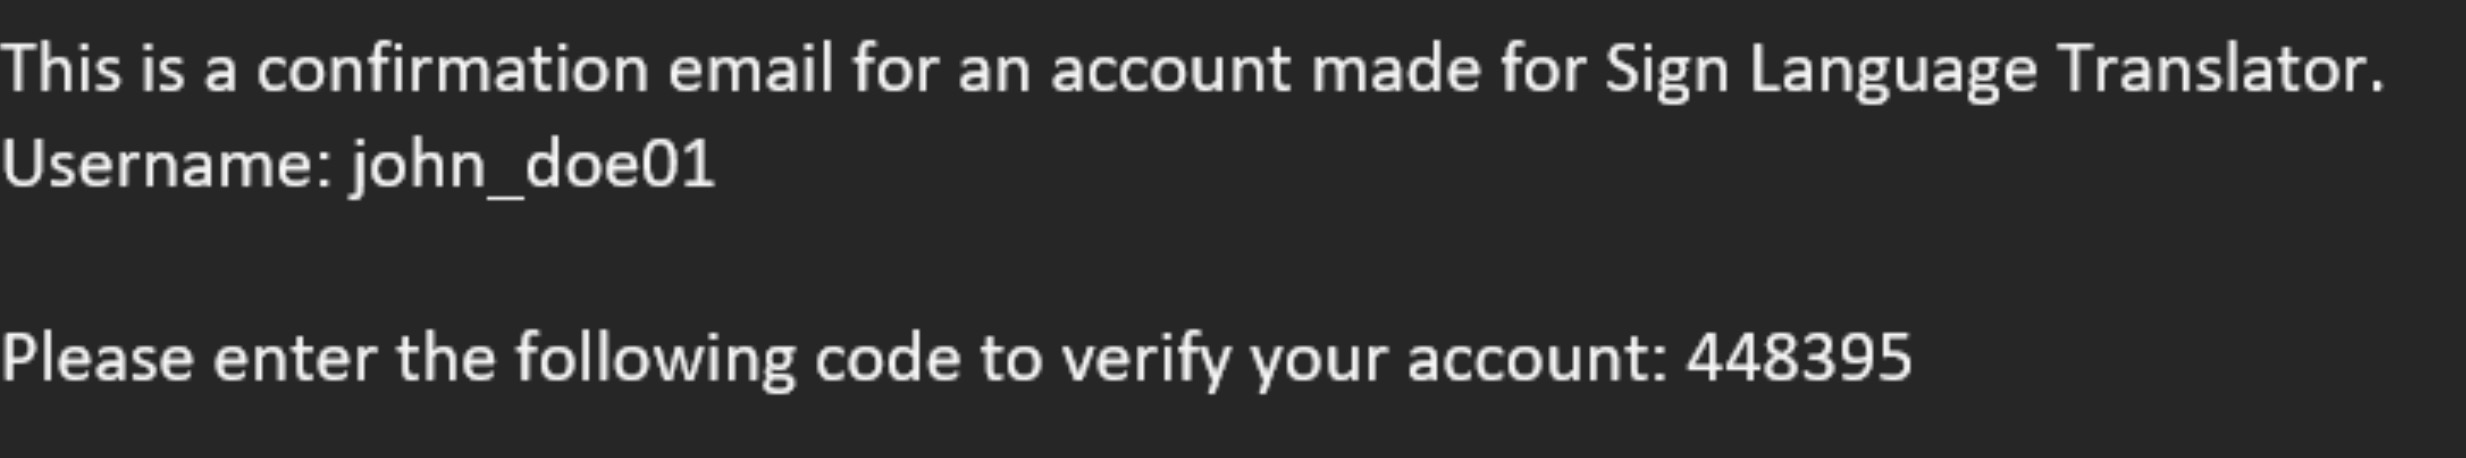 This is a confirmation email for an account made for Sign Language Translator.
Username: john_doe01
Please enter the following code to verify your account: 448395